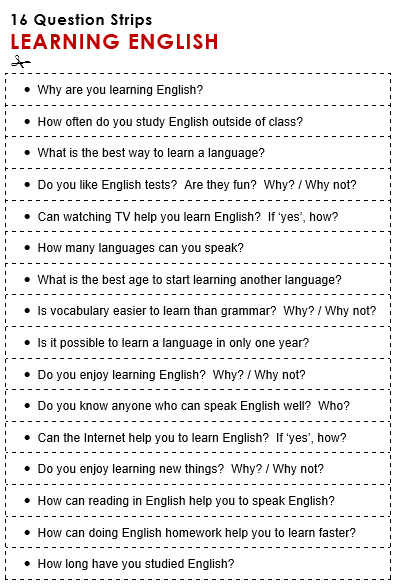 16 Question Strips
LEARNING ENGLISH
• Why are you learning English?
• How often do you study English outside of class?
• What is the best way to learn a language?
• Do you like English tests?  Are they fun?  Why? / Why not?
• Can watching TV help you learn English?  If ‘yes’, how?
• How many languages can you speak?
• What is the best age to start learning another language?
• Is vocabulary easier to learn than grammar?  Why? / Why not?
• Is it possible to learn a language in only one year?
• Do you enjoy learning English?  Why? / Why not?
• Do you know anyone who can speak English well?  Who?
• Can the Internet help you to learn English?  If ‘yes’, how?
• Do you enjoy learning new things?  Why? / Why not?
• How can reading in English help you to speak English?
• How can doing English homework help you to learn faster?
• How long have you studied English?